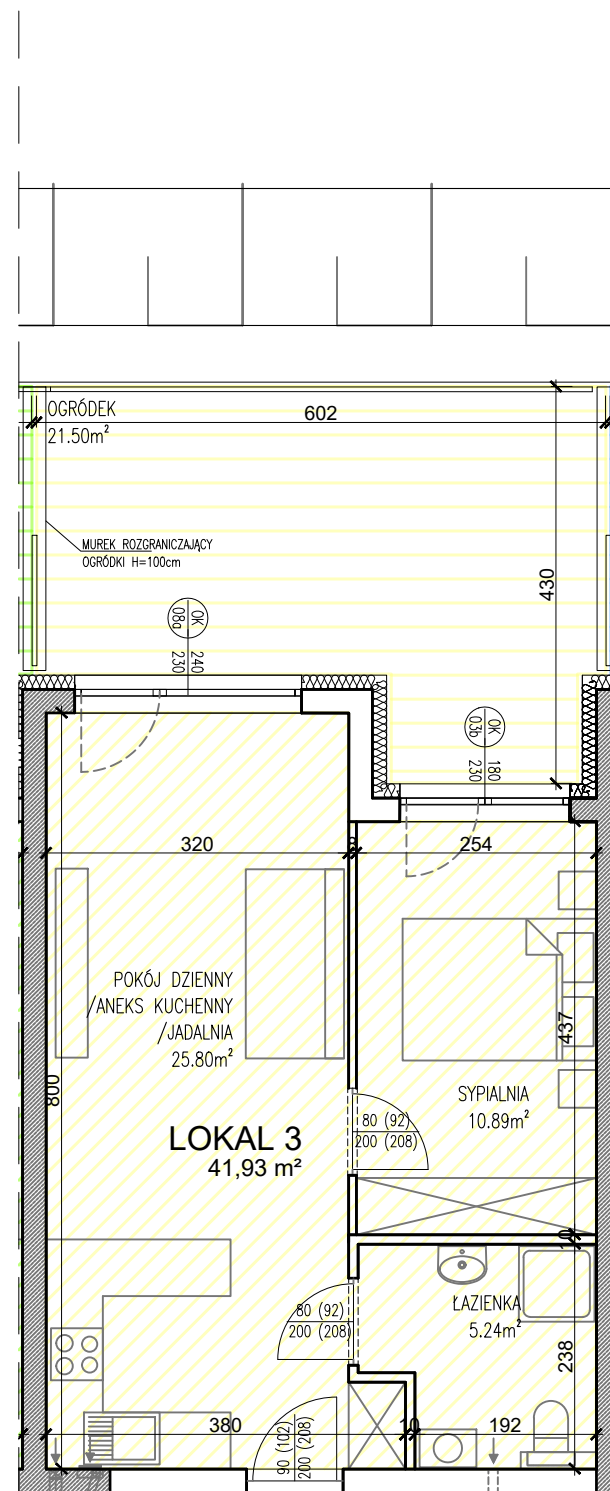 OGRÓDEK
21.50m²
602
MUREK ROZGRANICZAJĄCY
OGRÓDKI H=100cm
430
OK
08a
240
230
OK
03b
180
230
320
8
254
POKÓJ DZIENNY
/ANEKS KUCHENNY
/JADALNIA
25.80m²
437
800
SYPIALNIA
10.89m²
80 (92)
200 (208)
LOKAL 3
41,93 m²
10
ŁAZIENKA
5.24m²
80 (92)
200 (208)
238
380
90 (102)
200 (208)
10
192